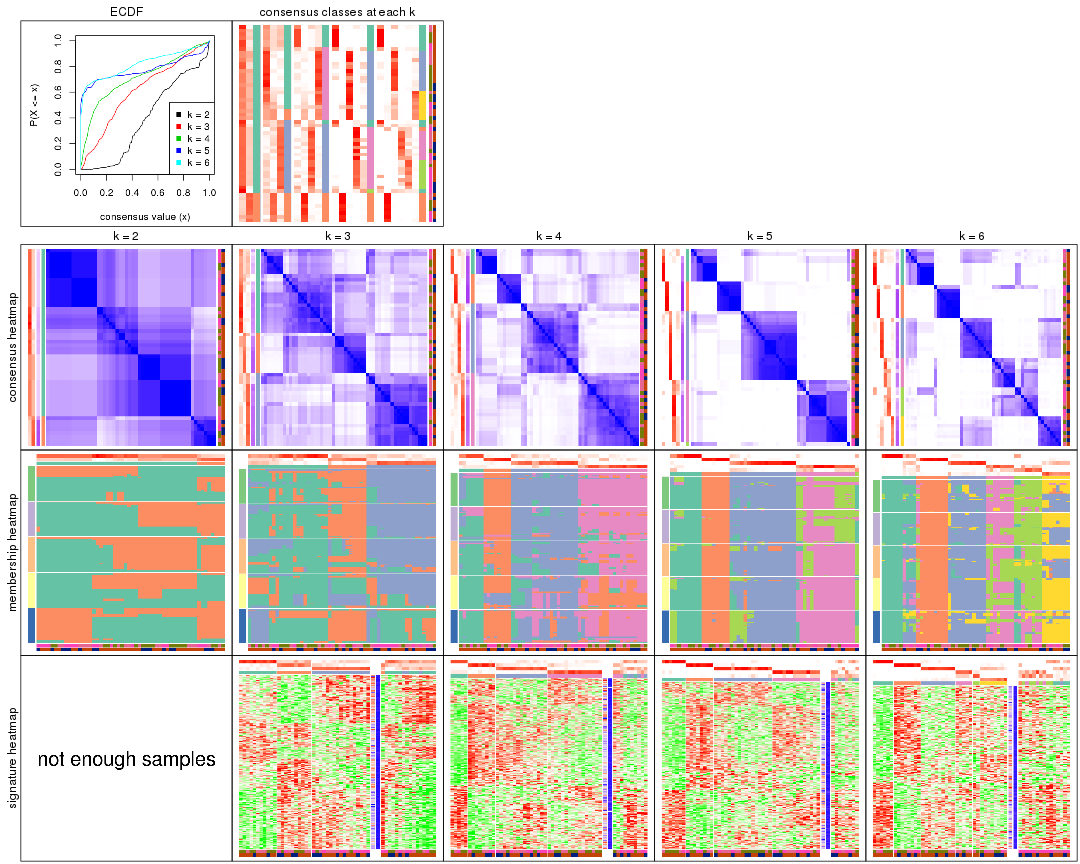 ECDF
consensus classes at each k
P(X <= x)
0.0
0.2
0.4
0.6
0.8
1.0
k = 2
k = 3
k = 4
k = 5
k = 6
0.0 0.2 0.4 0.6 0.8 1.0
consensus value (x)
k = 2
k = 3
k = 4
k = 5
k = 6
consensus heatmap
membership heatmap
signature heatmap
not enough samples